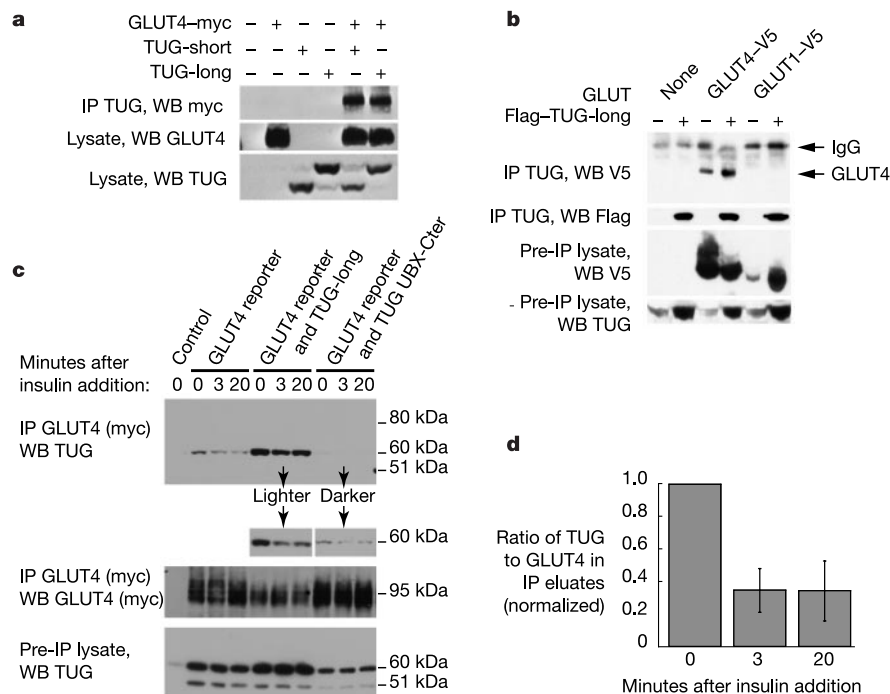 a
GLUT4–myc – + – – + +
TUG-short – – + – + –
TUG-long – – – + – +
IP TUG, WB myc
Lysate, WB GLUT4
Lysate, WB TUG
b
GLUT None GLUT4–V5 GLUT1–V5
Flag–TUG-long – + – + – +
IgG
IP TUG, WB V5 GLUT4
IP TUG, WB Flag
Pre-IP lysate,
WB V5
Pre-IP lysate,
WB TUG
c
Control
GLUT4 reporter
GLUT4 reporter
and TUG-long
GLUT4 reporter
and TUG UBX-Cter
Minutes after
insulin addition: 0 0 3 20 0 3 20 0 3 20
80 kDa
IP GLUT4 (myc)
WB TUG
60 kDa
51 kDa
Lighter Darker
60 kDa
IP GLUT4 (myc)
WB GLUT4 (myc)
95 kDa
Pre-IP lysate,
WB TUG
60 kDa
51 kDa
d
Ratio of TUG
to GLUT4 in
IP eluates
(normalized)
1.0
0.8
0.6
0.4
0.2
0
0 3 20
Minutes after insulin addition